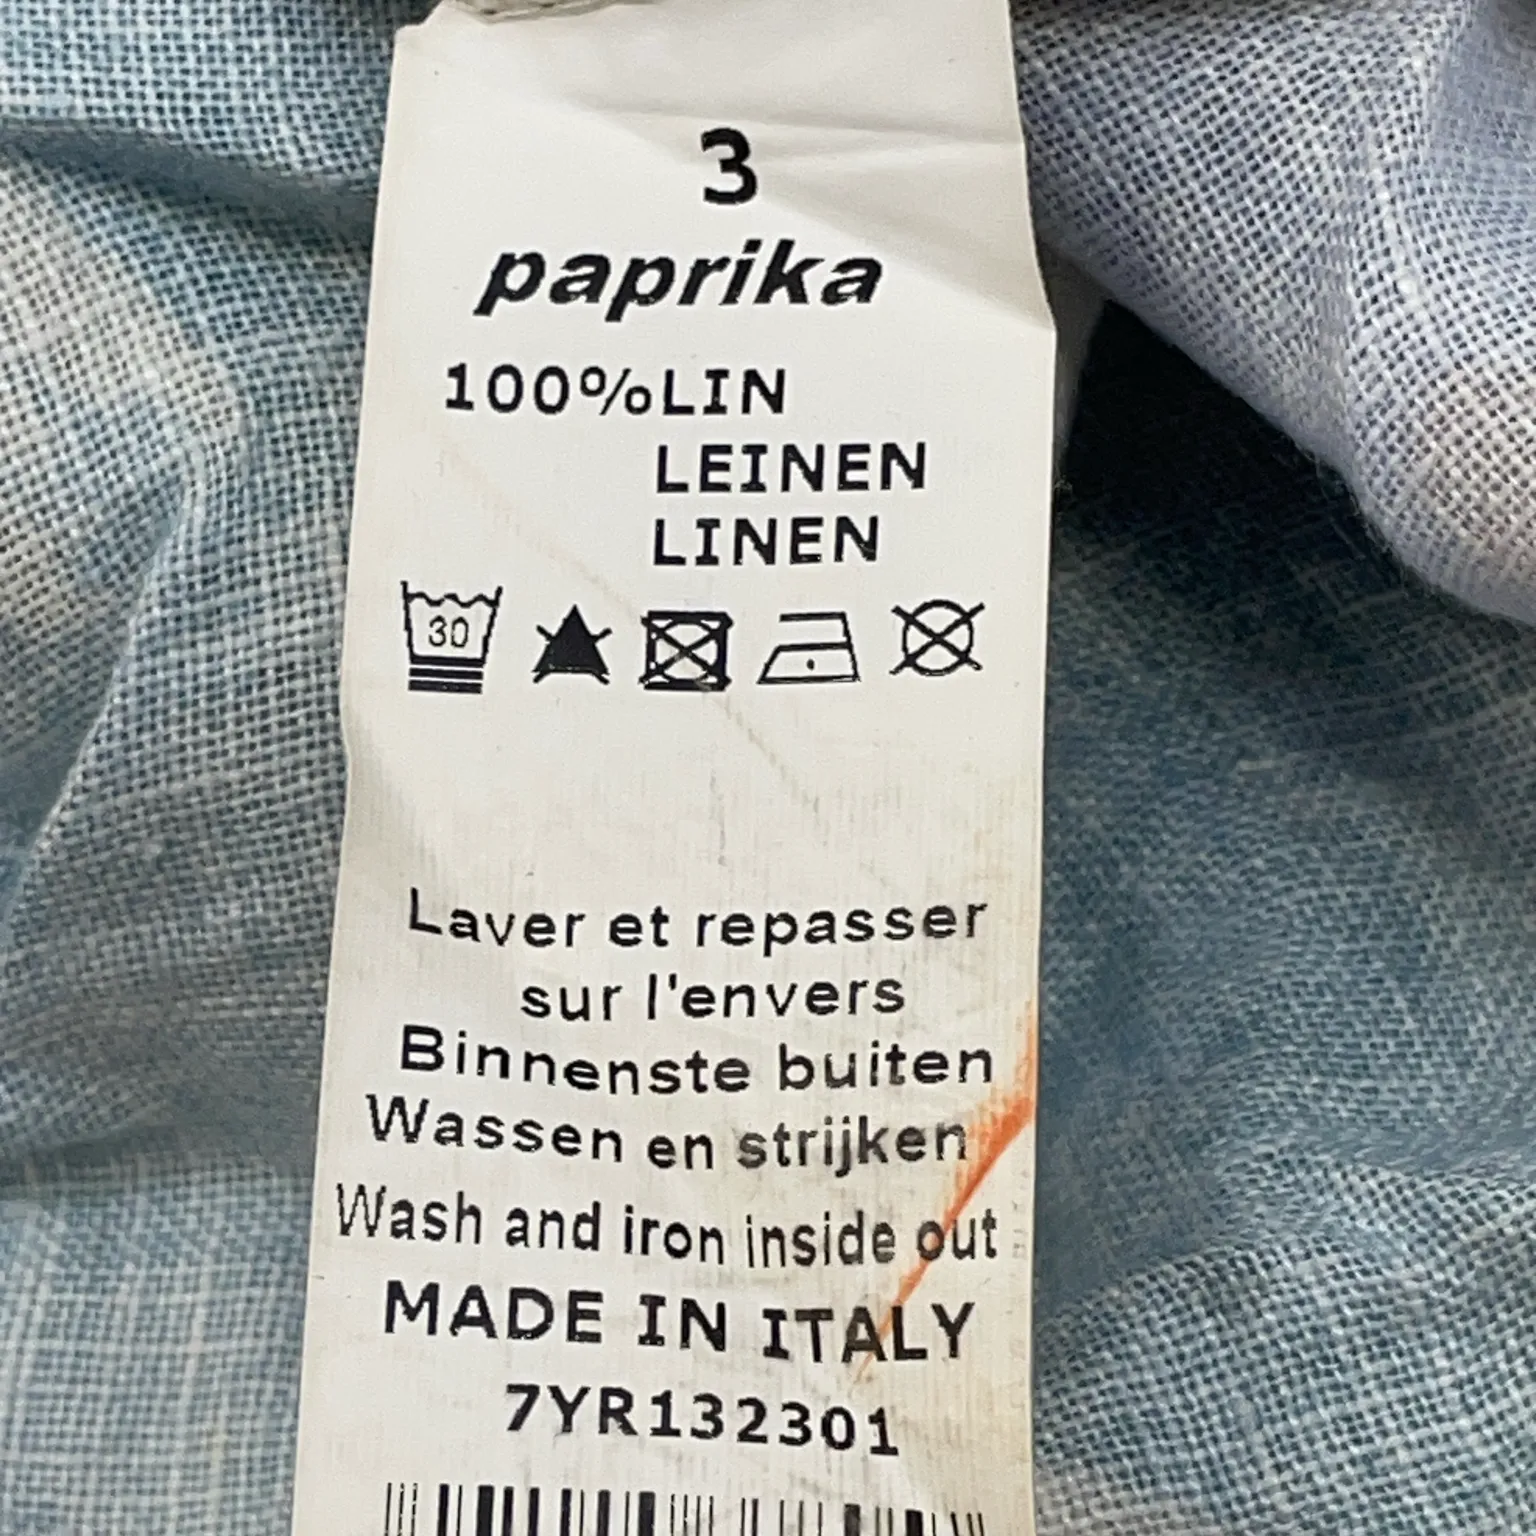 3
paprika
100%LIN
LEINEN
LINEN
30
Laver et repasser
sur l'envers
Binnenste buiten
Wassen en strijken
Wash and iron inside out
MADE IN ITALY
7YR132301